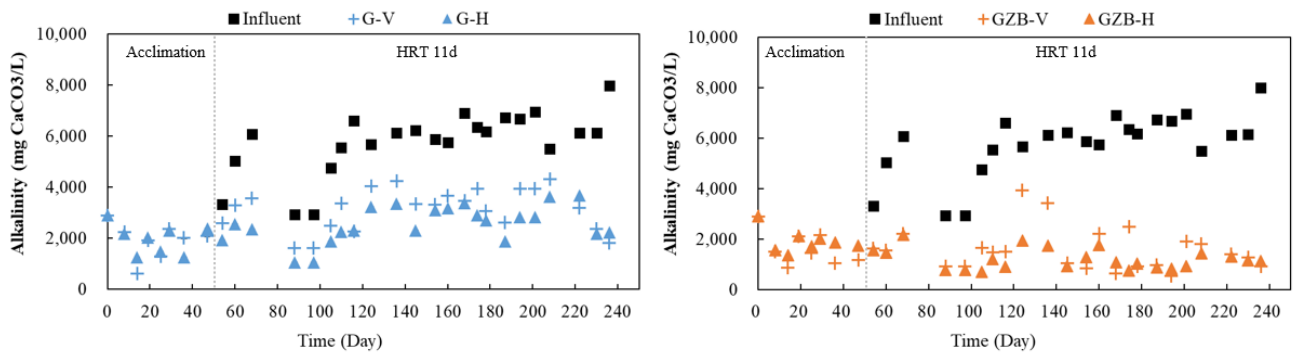 Influent G-V G-H
Alkalinity (mg CaCO3/L)
10,000
8,000
6,000
4,000
2,000
0
Acclimation HRT 11d
0 20 40 60 80 100 120 140 160 180 200 220 240
Time (Day)
Influent GZB-V GZB-H
Alkalinity (mg CaCO3/L)
10,000
8,000
6,000
4,000
2,000
0
Acclimation HRT 11d
0 20 40 60 80 100 120 140 160 180 200 220 240
Time (Day)